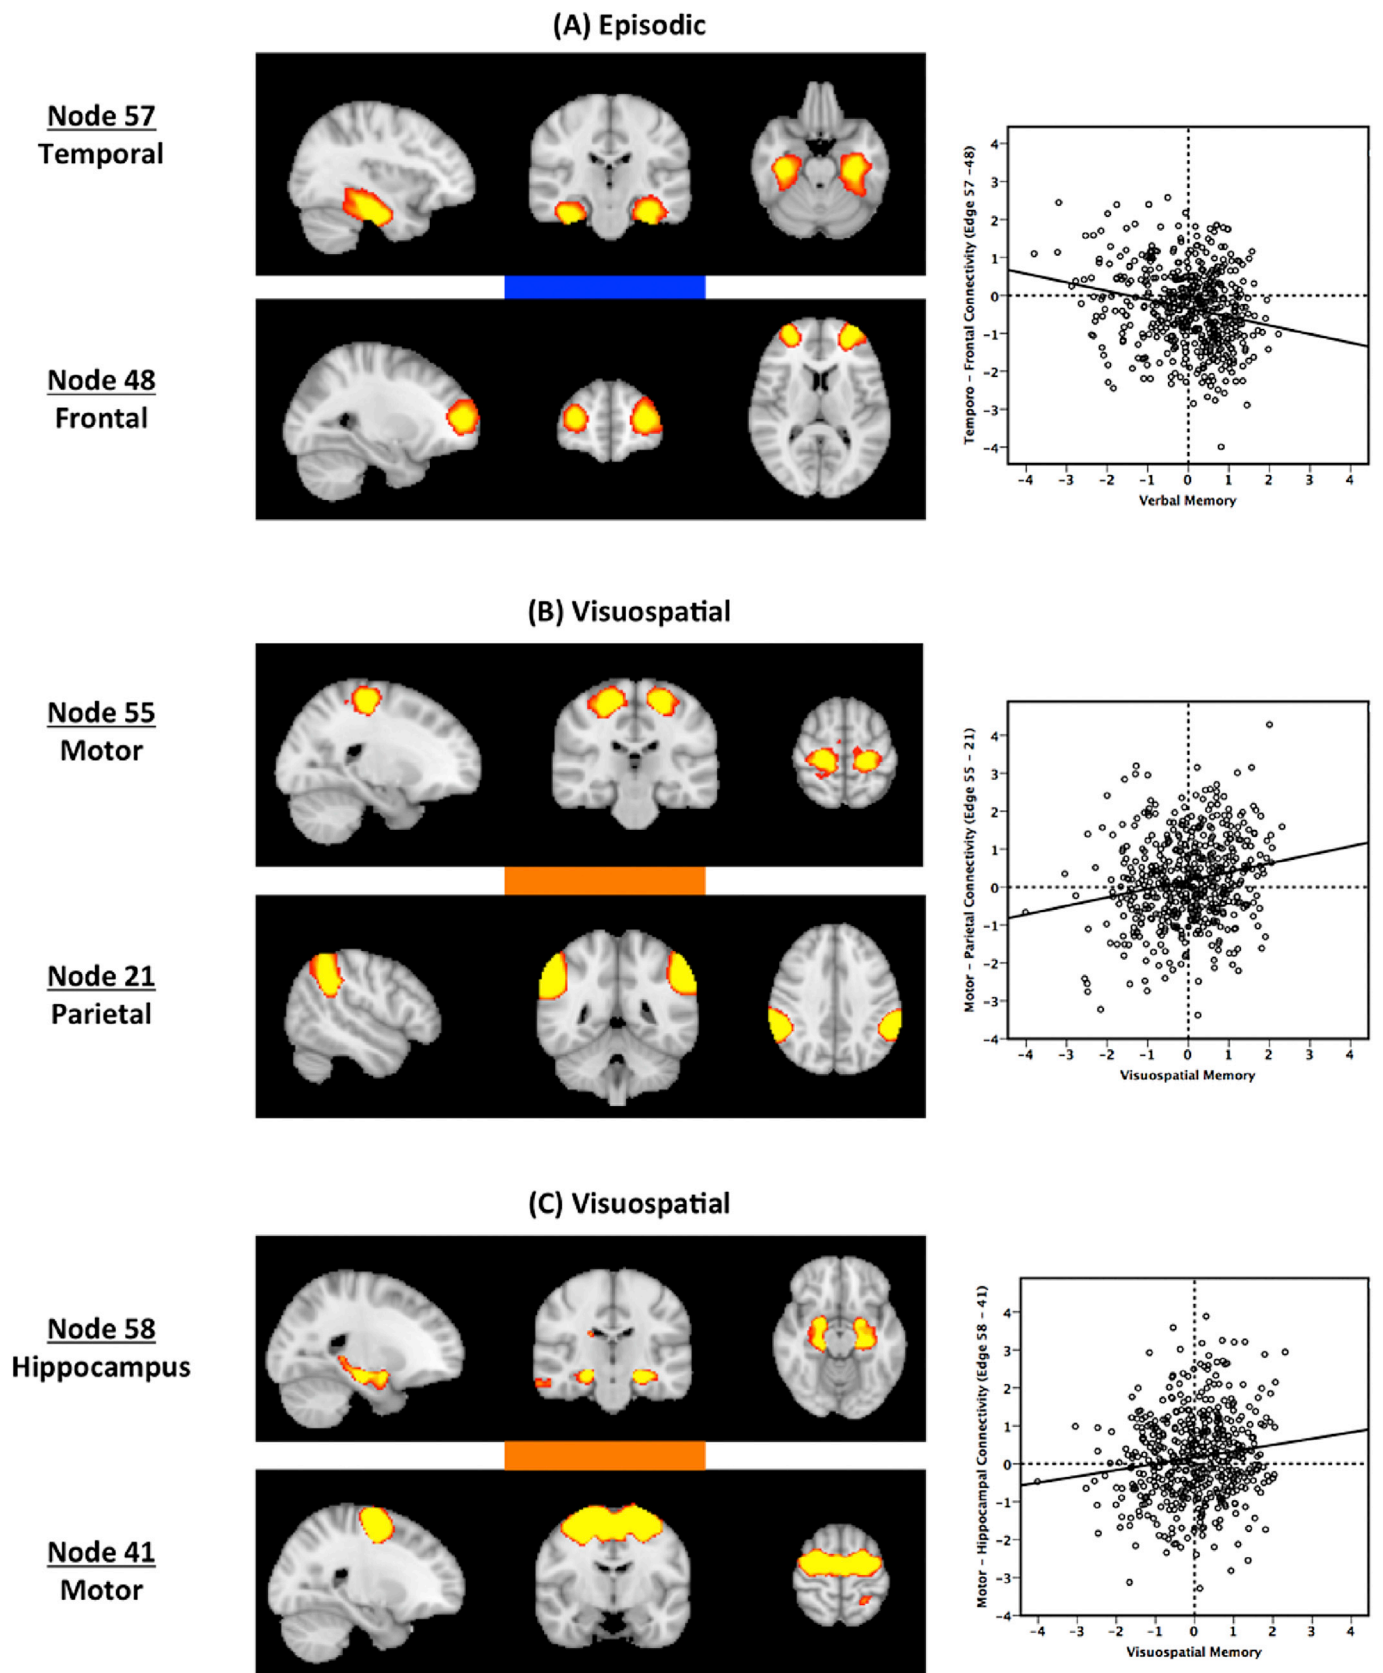 (A) Episodic
Node 57
Temporal
Node 48
Frontal
Temporo - Frontal Connectivity (Edge 57 -48)
4
3
2
1
0
-1
-2
-3
-4
-4 -3 -2 -1 0 1 2 3 4
Verbal Memory
(B) Visuospatial
Node 55
Motor
Node 21
Parietal
Motor - Parietal Connectivity (Edge 55 - 21)
4
3
2
1
0
-1
-2
-3
-4
-4 -3 -2 -1 0 1 2 3 4
Visuospatial Memory
(C) Visuospatial
Node 58
Hippocampus
Node 41
Motor
Motor - Hippocampal Connectivity (Edge 58 - 41)
4
3
2
1
0
-1
-2
-3
-4
-4 -3 -2 -1 0 1 2 3 4
Visuospatial Memory